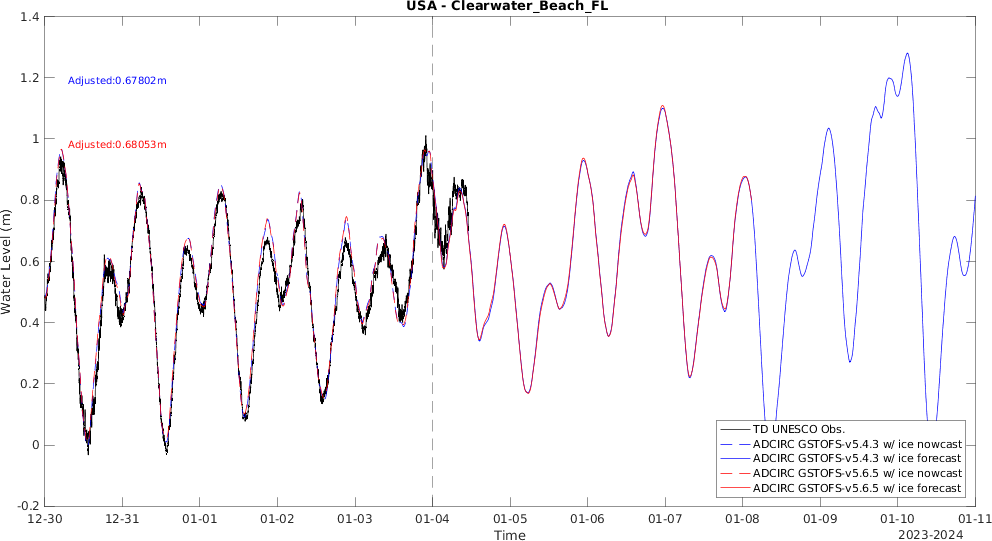 USA - Clearwater_Beach_FL
Water Level (m)
1.4
1.2
1
0.8
0.6
0.4
0.2
0
-0.2
Adjusted:0.67802m
Adjusted:0.68053m
TD UNESCO Obs.
ADCIRC GSTOFS-v5.4.3 w/ ice nowcast
ADCIRC GSTOFS-v5.4.3 w/ ice forecast
ADCIRC GSTOFS-v5.6.5 w/ ice nowcast
ADCIRC GSTOFS-v5.6.5 w/ ice forecast
12-30 12-31 01-01 01-02 01-03 01-04 01-05 01-06 01-07 01-08 01-09 01-10 01-11
Time
2023-2024